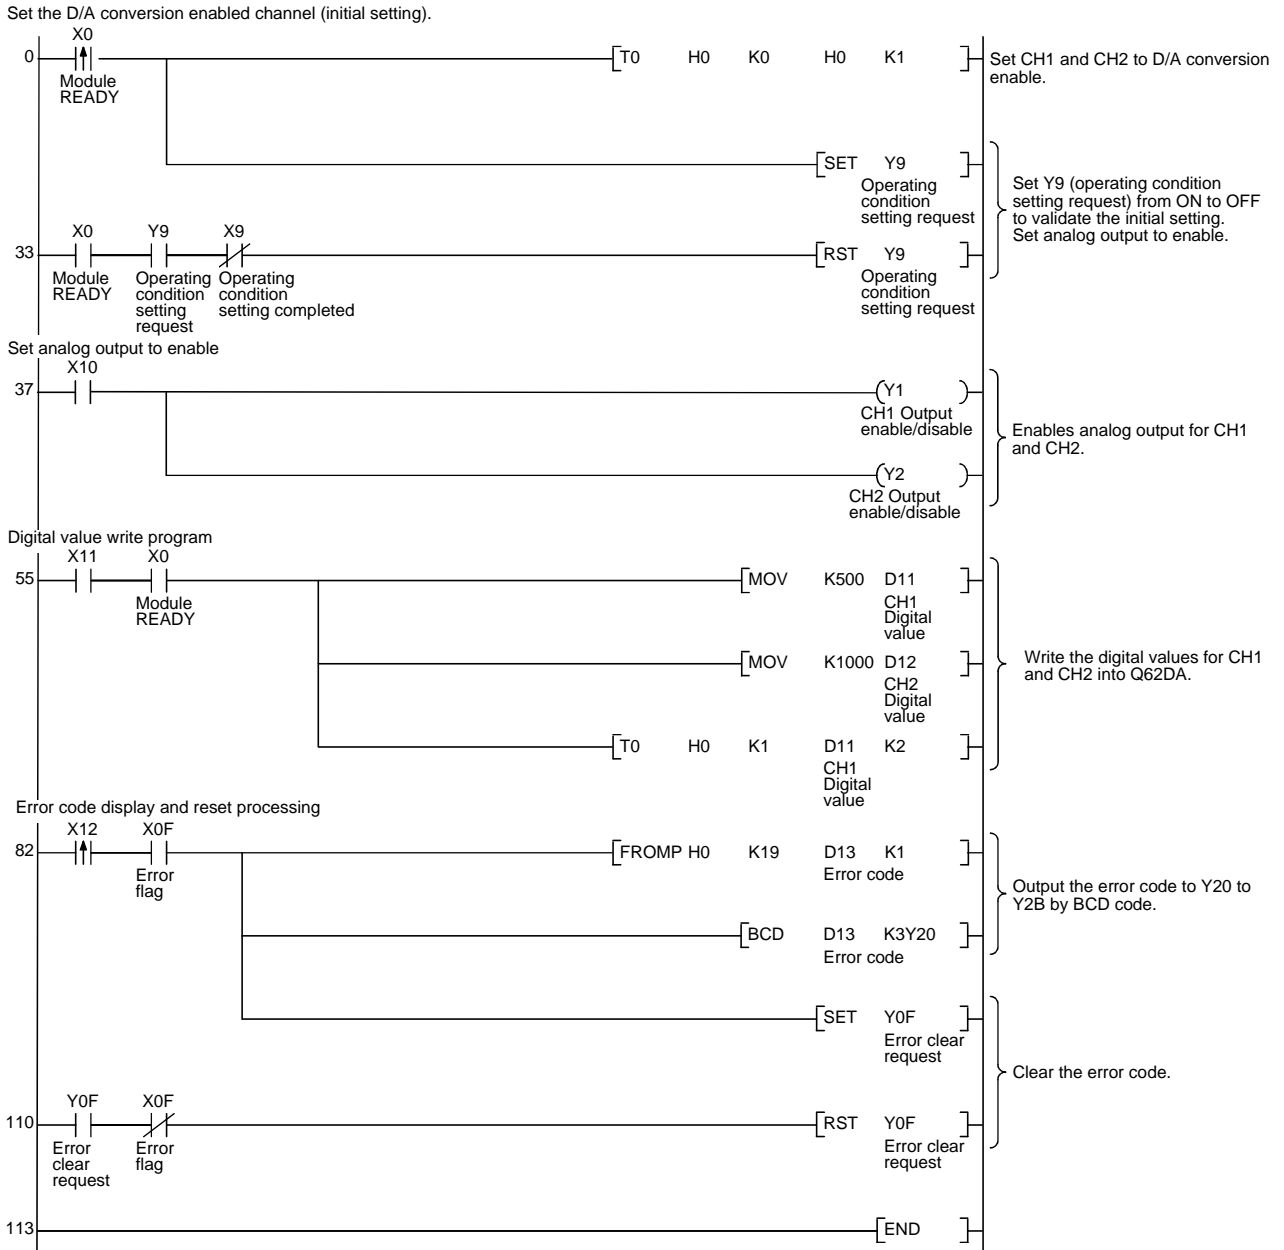 Set the D/A conversion enabled channel (initial setting).
X0
0
[T0 H0 K0 H0 K1 ]
Set CH1 and CH2 to D/A conversion
enable.
Module
READY
[SET Y9 ]
Operating
condition
setting request
Set Y9 (operating condition
setting request) from ON to OFF
to validate the initial setting.
Set analog output to enable.
X0 Y9 X9
33
[RST Y9 ]
Module
READY
Operating
condition
setting
request
Operating
condition
setting completed
Operating
condition
setting request
Set analog output to enable
X10
37
(Y1 )
CH1 Output
enable/disable
Enables analog output for CH1
and CH2.
(Y2 )
CH2 Output
enable/disable
Digital value write program
X11 X0
55
[MOV K500 D11 ]
Module
READY
CH1
Digital
value
[MOV K1000 D12 ]
CH2
Digital
value
Write the digital values for CH1
and CH2 into Q62DA.
[T0 H0 K1 D11 K2 ]
CH1
Digital
value
Error code display and reset processing
X12 X0F
82
[FROMP H0 K19 D13 K1 ]
Error
flag
Error code
Output the error code to Y20 to
Y2B by BCD code.
[BCD D13 K3Y20 ]
Error code
[SET Y0F ]
Error clear
request
Clear the error code.
Y0F X0F
110
[RST Y0F ]
Error
clear
request
Error
flag
Error clear
request
113
[END ]